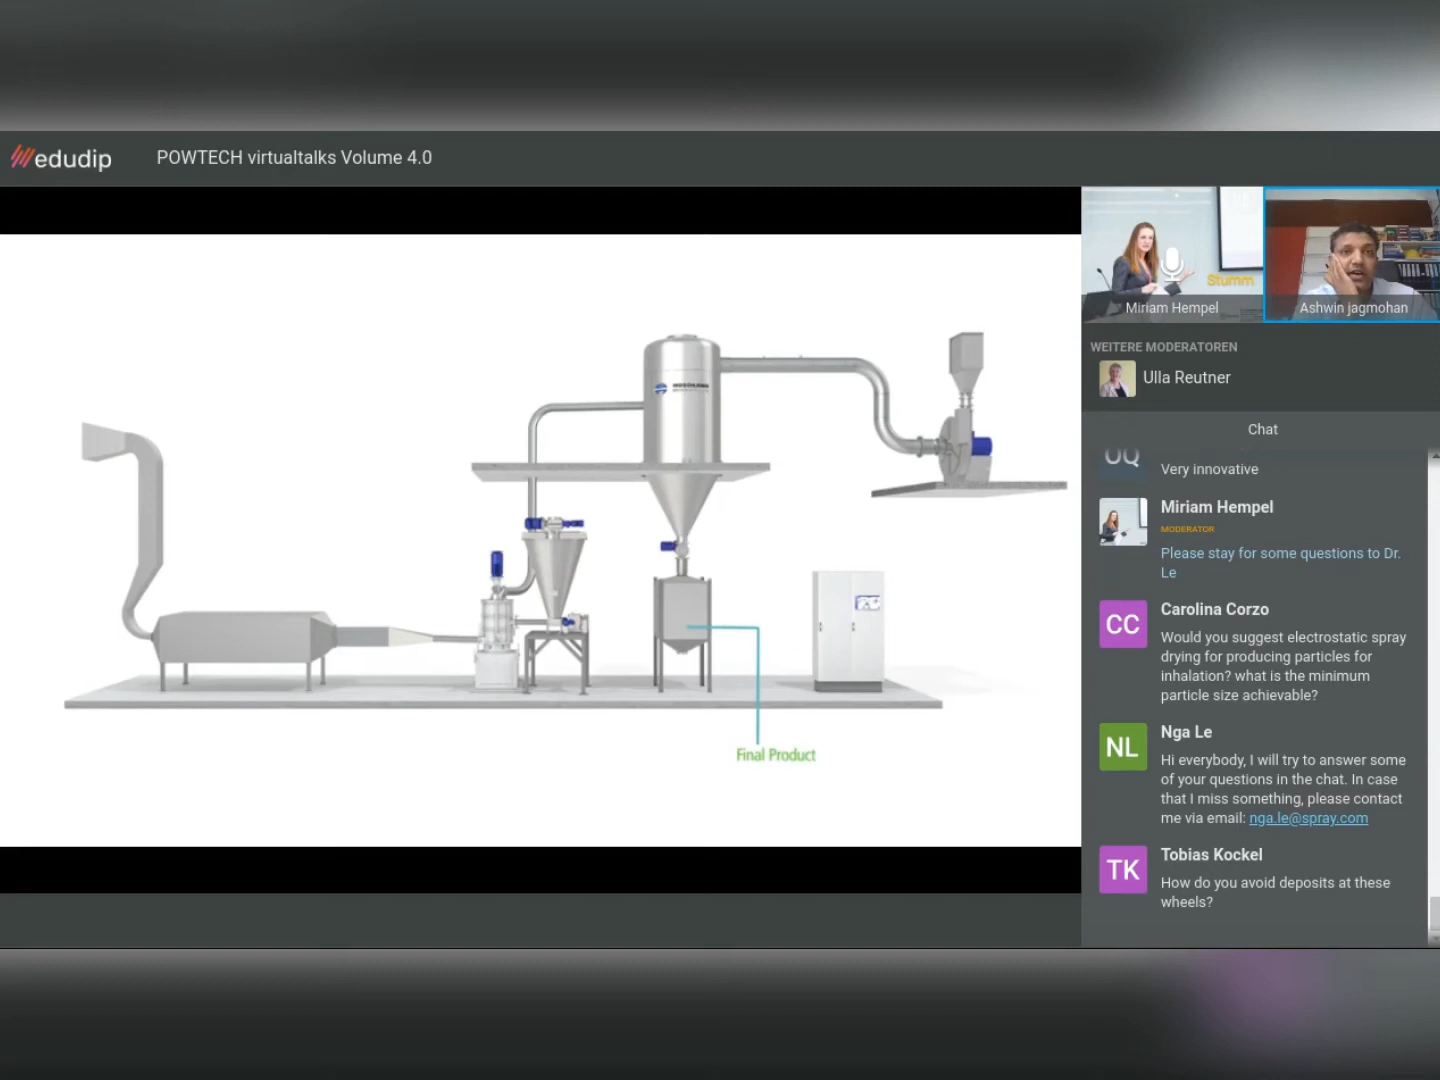 edudip
POWTECH virtualtalks Volume 4.0
Stumm
Miriam Hempel
Ashwin jagmohan
WEITERE MODERATOREN
Ulla Reutner
Chat
OQ
Very innovative
Miriam Hempel
MODERATOR
Please stay for some questions to Dr.
Le
CC
Carolina Corzo
Would you suggest electrostatic spray
drying for producing particles for
inhalation? what is the minimum
particle size achievable?
NL
Nga Le
Hi everybody, I will try to answer some
of your questions in the chat. In case
that I miss something, please contact
me via email: nga.le@spray.com
TK
Tobias Kockel
How do you avoid deposits at these
wheels?
Final Product